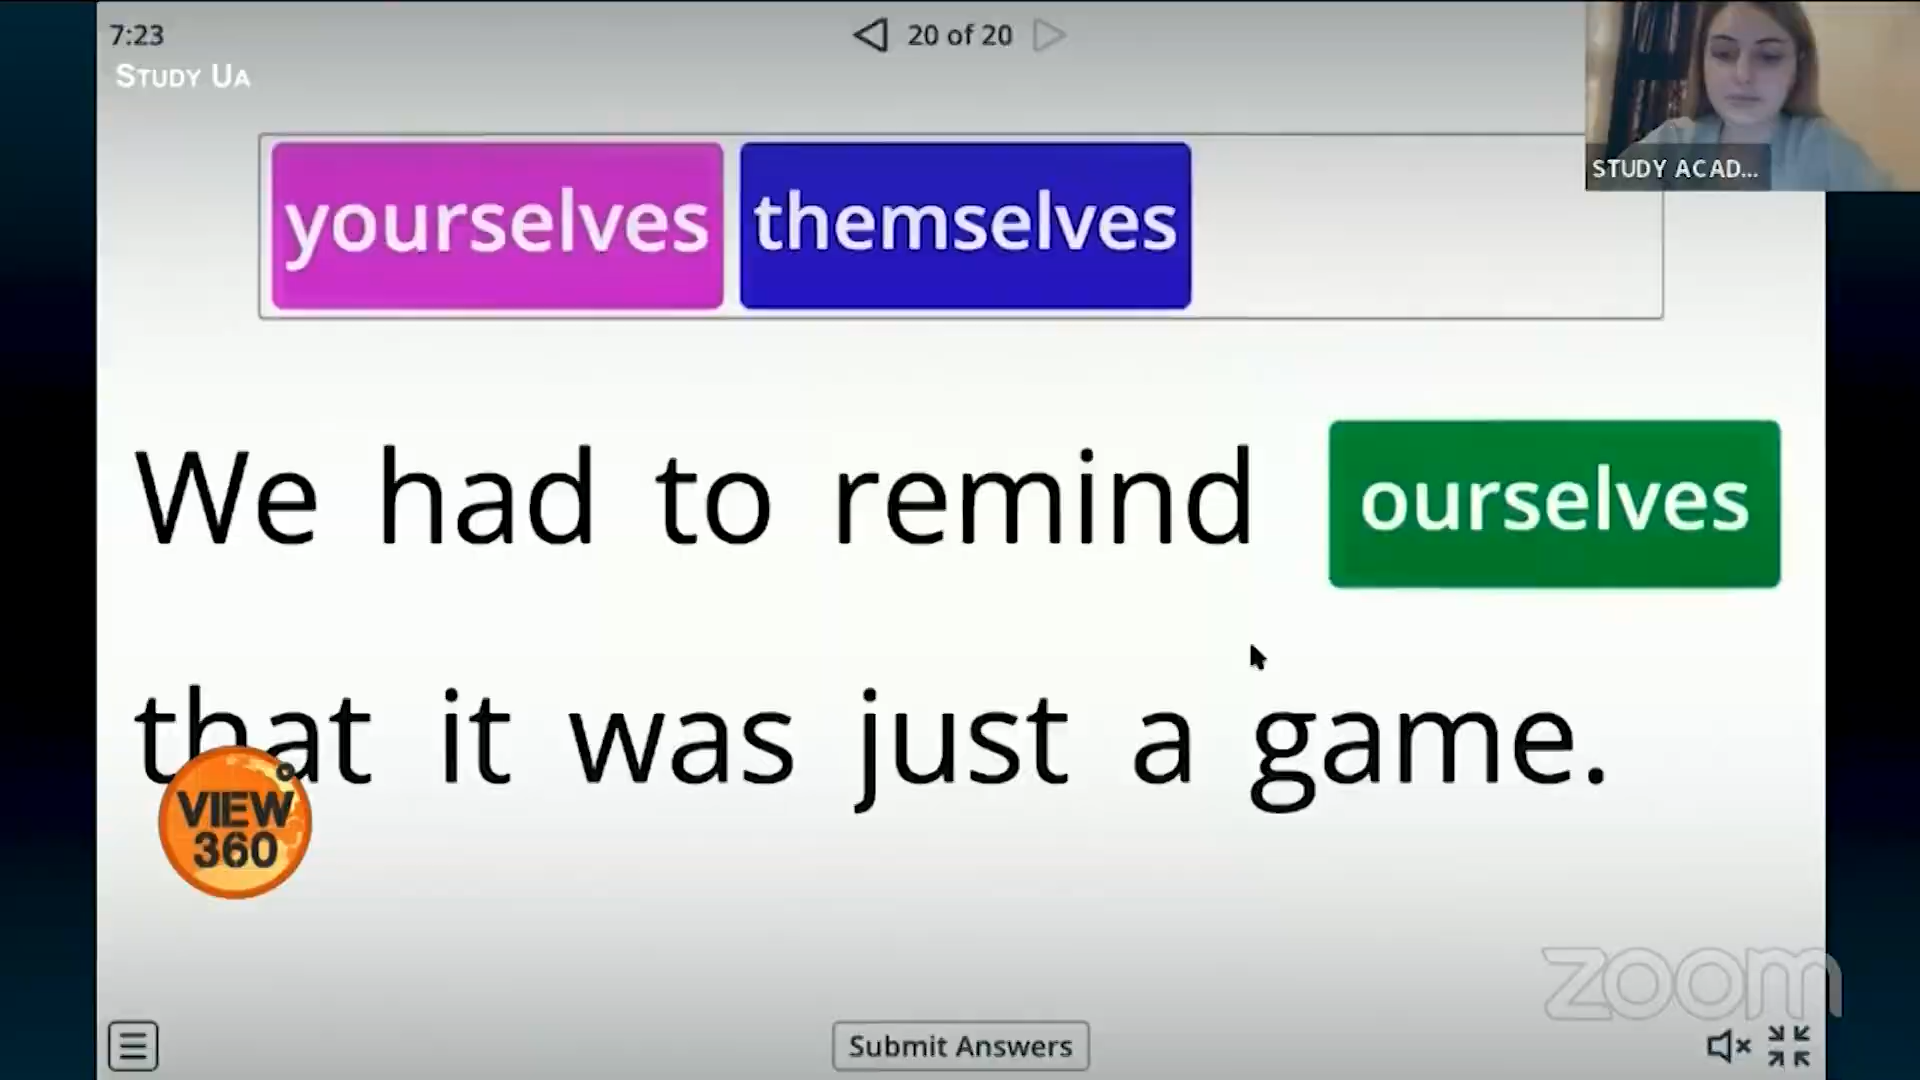 7:23
20 of 20
STUDY UA
STUDY ACAD...
yourselves themselves
We had to remind ourselves
that it was just a game.
VIEW
360
zoom
Submit Answers